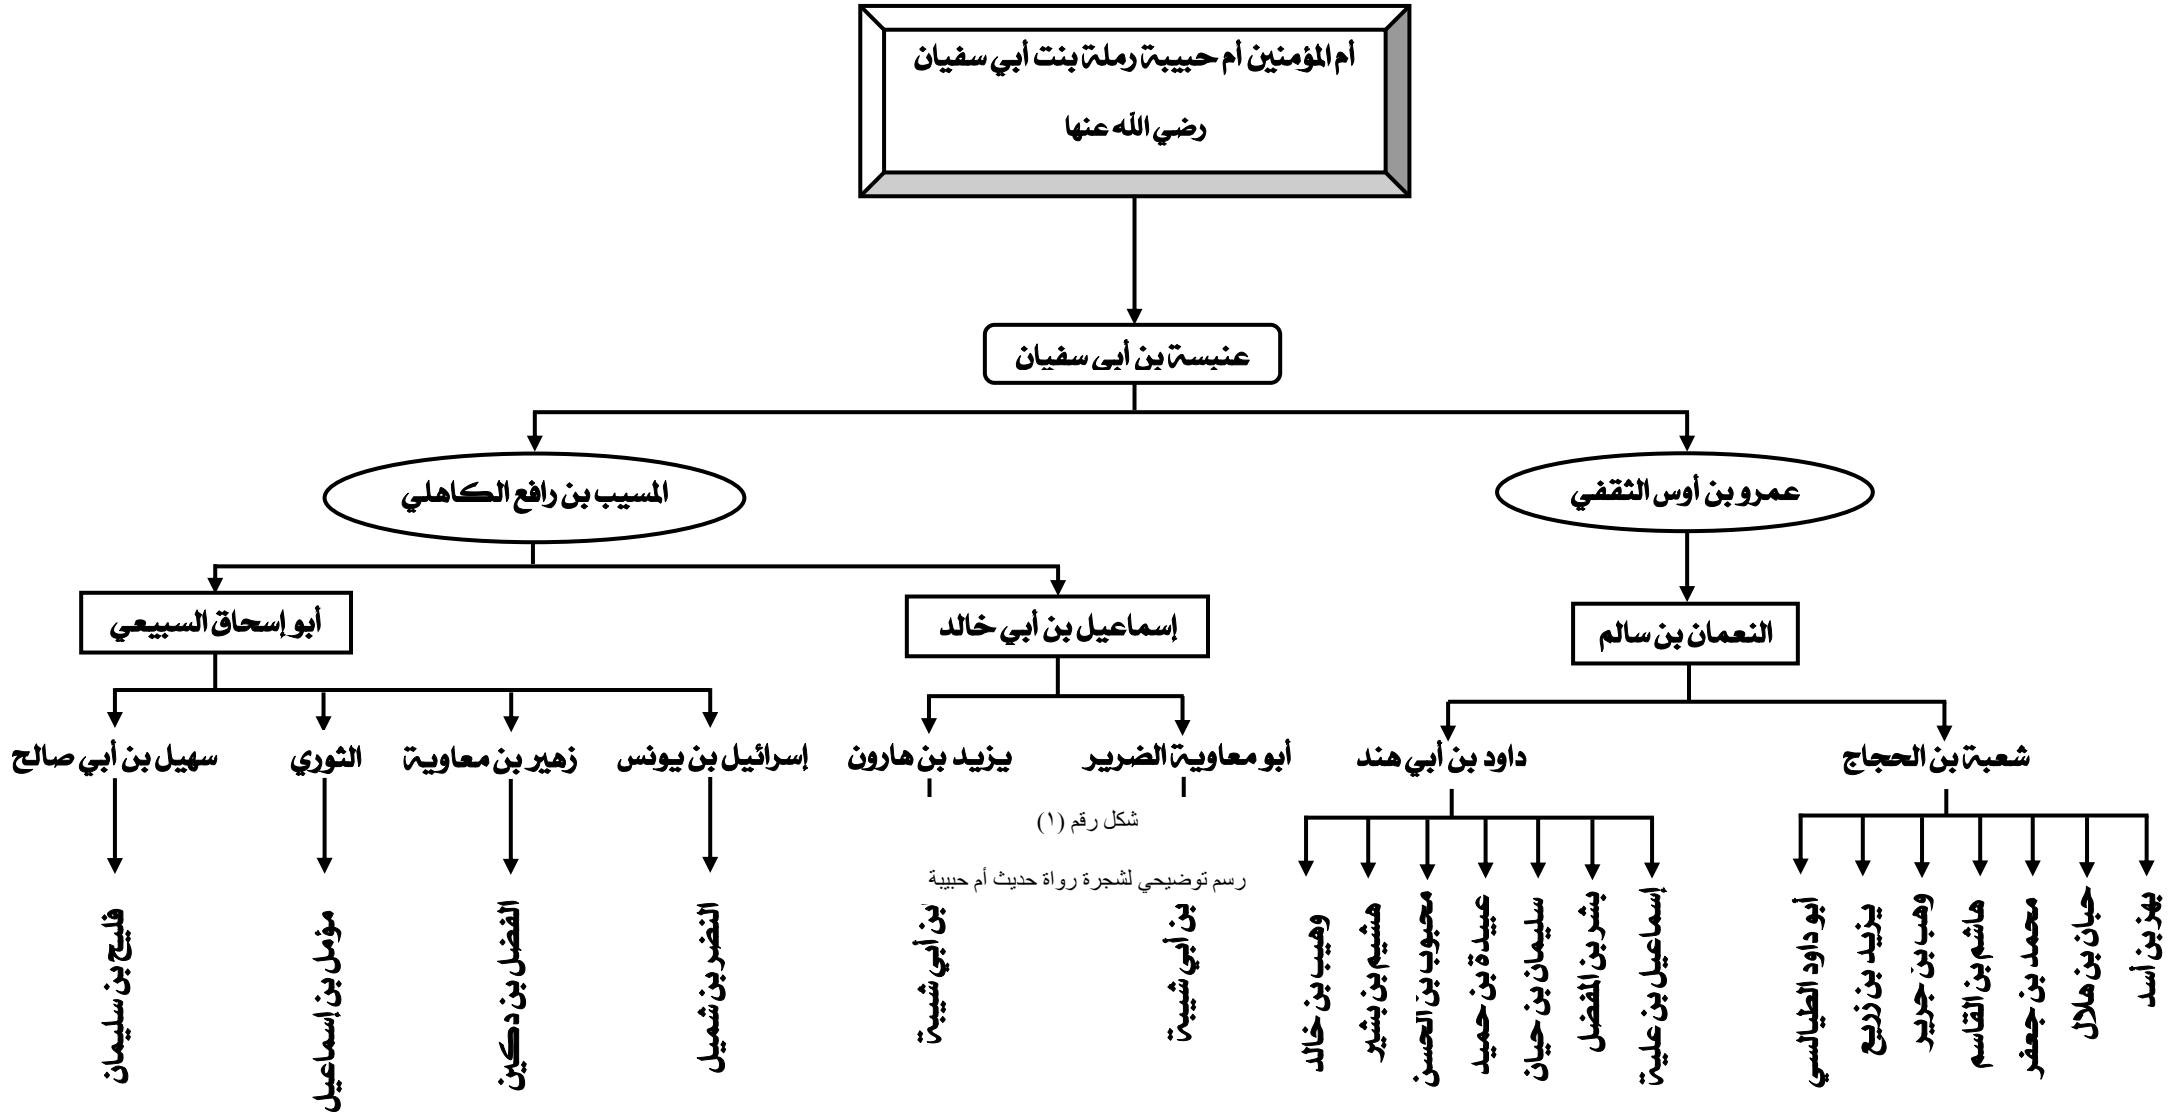 أم المؤمنين أم حبيبة رملة بنت أبي سفيان
رضي الله عنها
عنبسة بن أبي سفيان
عمرو بن أوس الثقفي
المسيب بن رافع الكاهلي
النعمان بن سالم
إسماعيل بن أبي خالد
أبو إسحاق السبيعي
شعبة بن الحجاج
داود بن أبي هند
أبو معاوية الضرير
يزيد بن هارون
إسرائيل بن يونس
زهير بن معاوية
الثوري
سهيل بن أبي صالح
شكل رقم (١)
رسم توضيحي لشجرة رواة حديث أم حبيبة
بهز بن أسد
حبان بن هلال
محمد بن جعفر
هاشم بن القاسم
وهب بن جرير
يزيد بن زريع
أبو داود الطيالسي
إسماعيل بن علية
بشر بن المفضل
سليمان بن حيان
عبيدة بن حميد
محبوب بن الحسن
هشيم بن بشير
وهيب بن خالد
بن أبي شيبة
بن أبي شيبة
النضر بن شميل
الفضل بن دكين
مؤمل بن إسماعيل
فليح بن سليمان